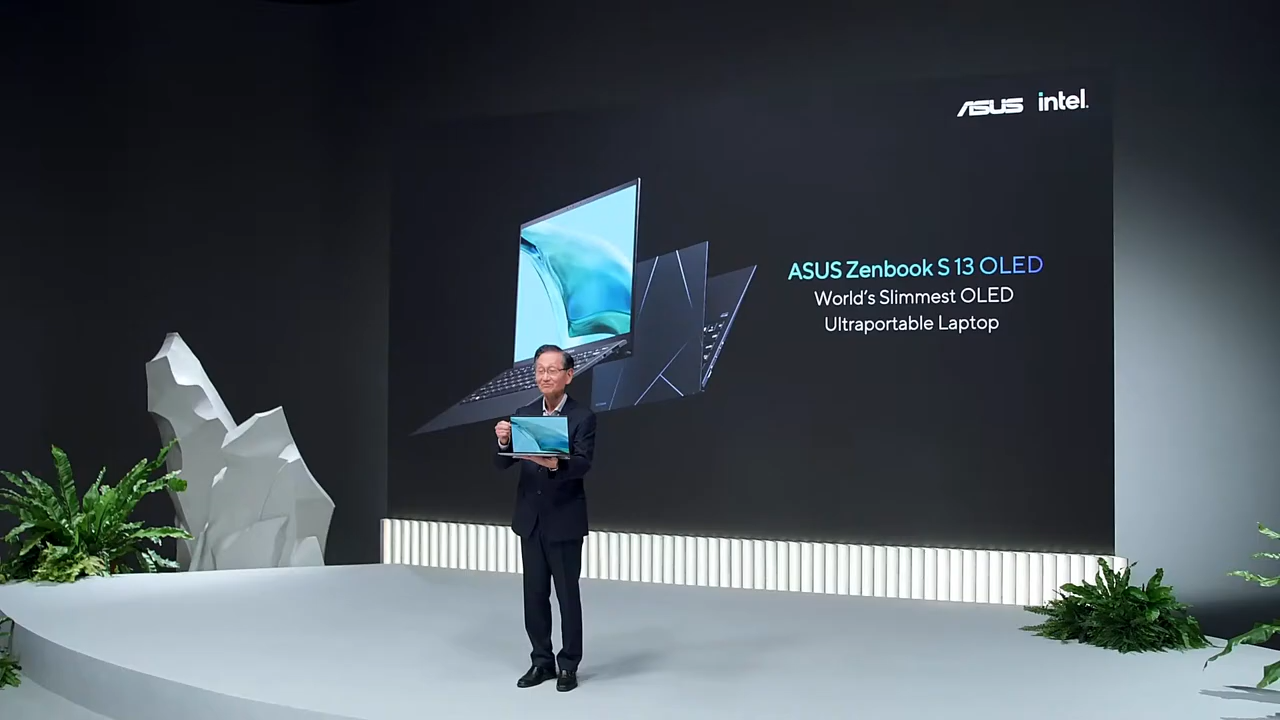 ASUS intel.
ASUS Zenbook S 13 OLED
World's Slimmest OLED
Ultraportable Laptop